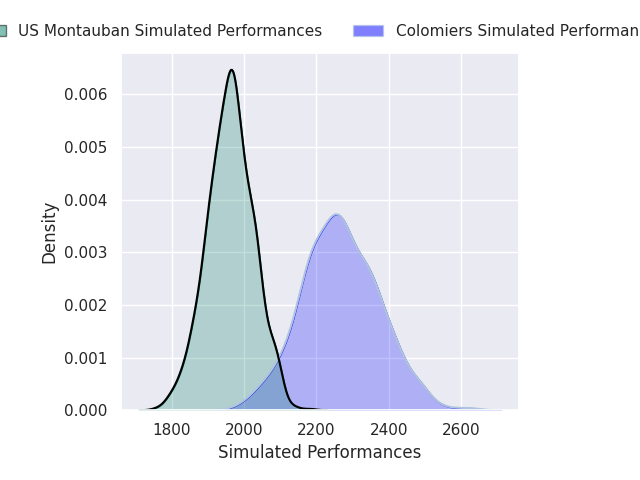 US Montauban Simulated Performances Colomiers Simulated Performan
0.006
0.005
0.004
0.003
0.002
0.001
0.000
Density
1800 2000 2200 2400 2600
Simulated Performances